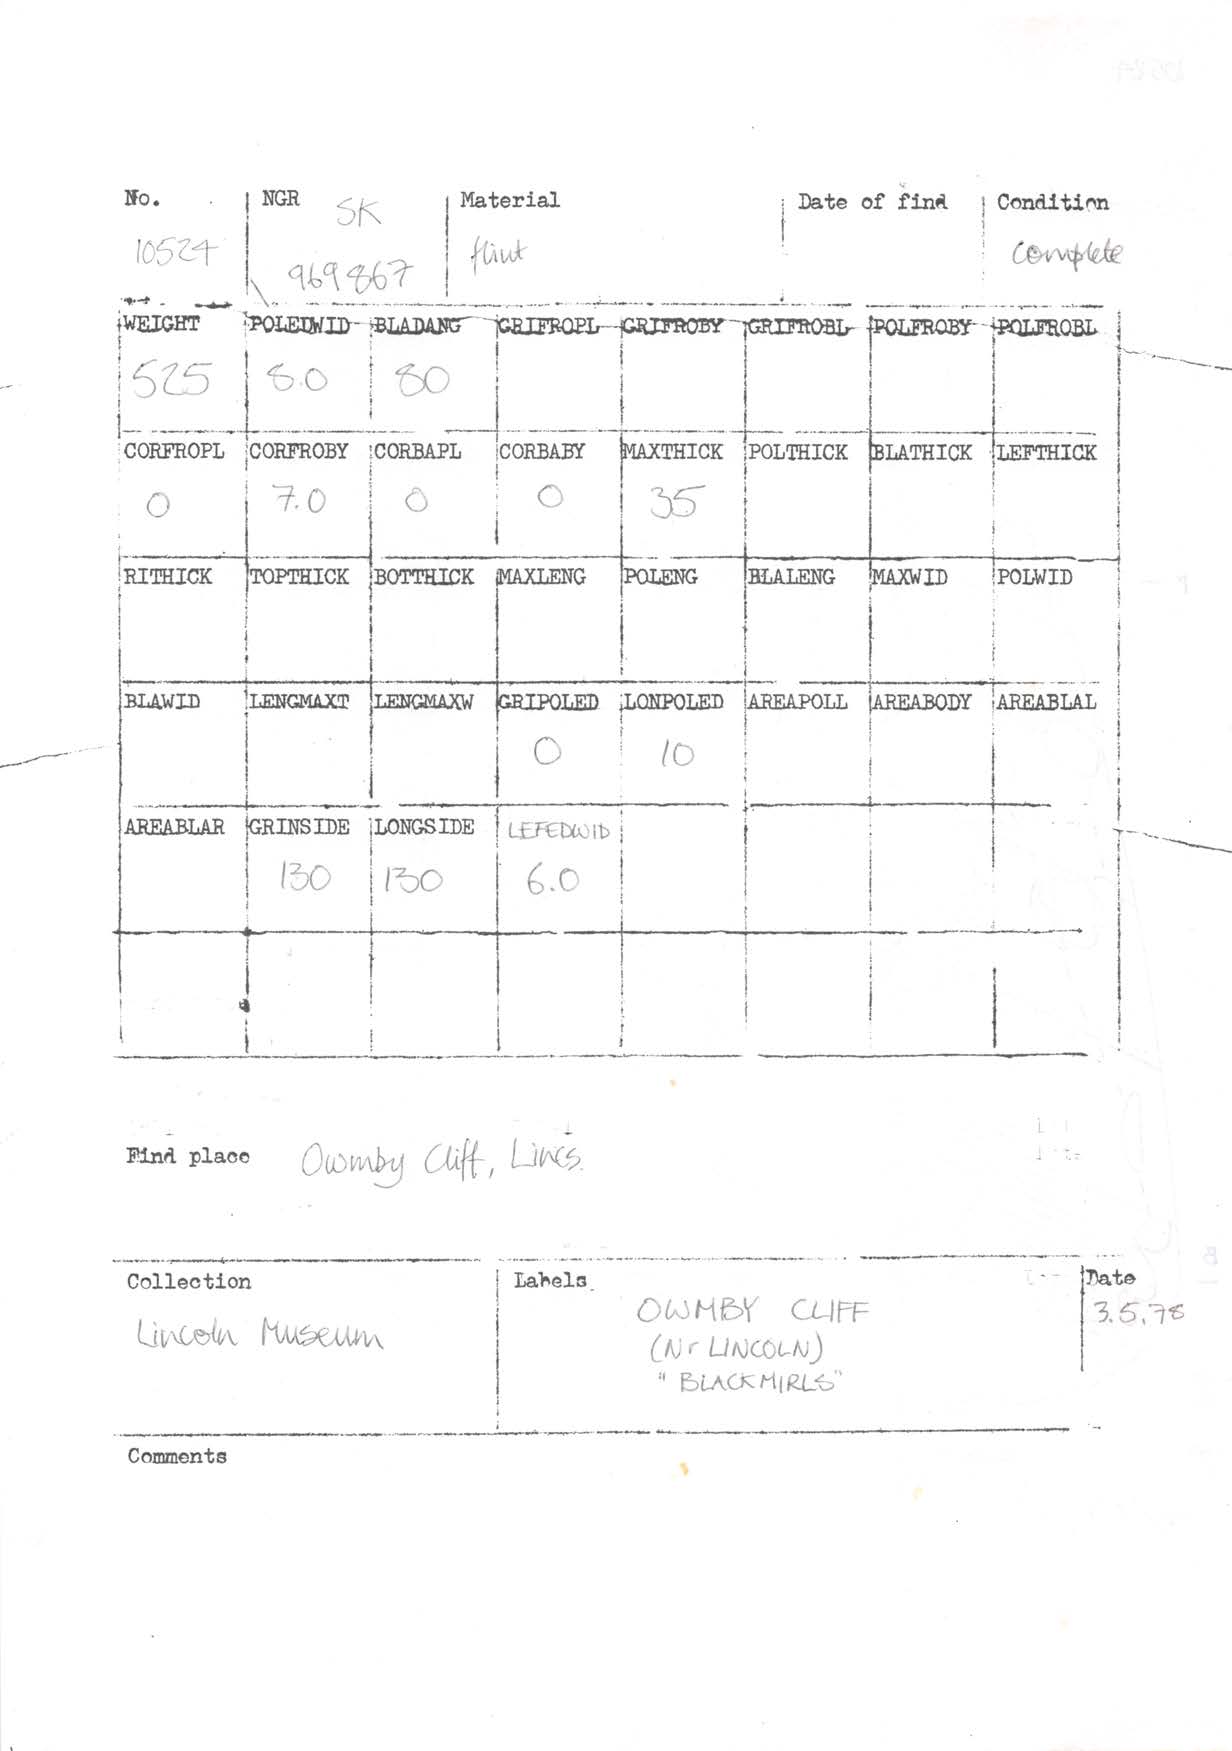 No. NGR SK Material Date of find Condition
10524 969867 flint complete
WEIGHT POLEDWID BLADANG GRIFROPL GRIFROBY GRIFROBL POLFROBY POLFROBL
525 8.0 80
CORFROPL CORFROBY CORBAPL CORBABY MAXTHICK POLTHICK BLATHICK LEFTHICK
0 7.0 0 0 35
RITHICK TOPTHICK BOTTHICK MAXLENG POLENG BLALENG MAXWID POLWID
BLAWID LENGMAXT LENGMAXW GRIPOLED LONPOLED AREAPOLL AREABODY AREABLAL
0 10
AREABLAR GRINSIDE LONGSIDE LEFEDWID
130 130 6.0
Find place Owmby Cliff, Lincs.
Collection Labels Date
Lincoln Museum OWMBY CLIFF 3.5.78
(Nr LINCOLN)
"BLACKMIRLS"
Comments